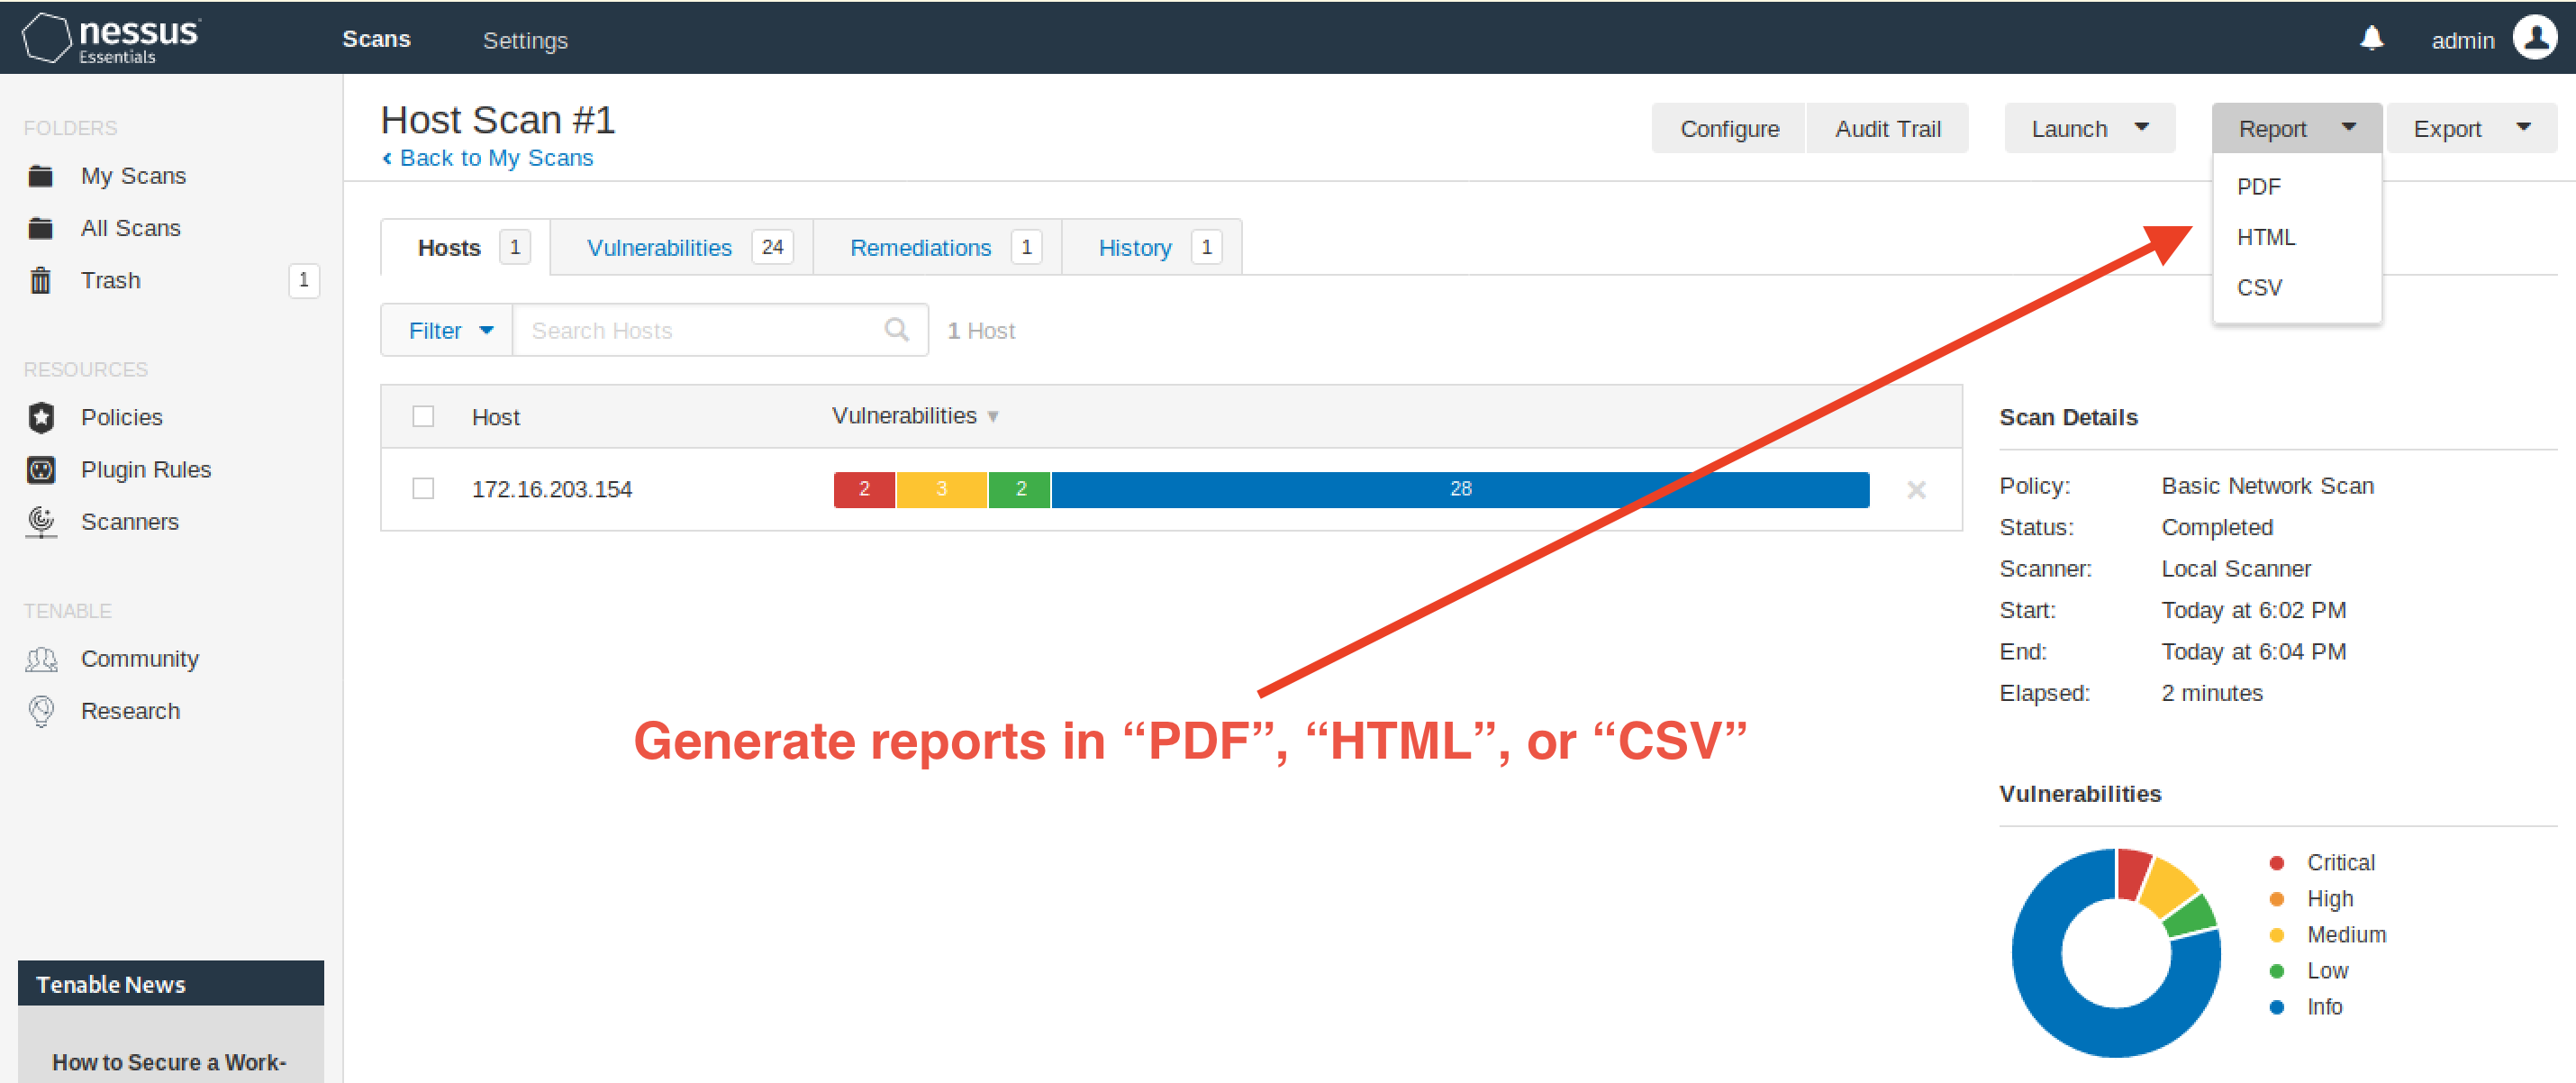 nessus
Essentials
Scans
Settings
admin
FOLDERS
My Scans
All Scans
Trash 1
RESOURCES
Policies
Plugin Rules
Scanners
TENABLE
Community
Research
Tenable News
How to Secure a Work-
Host Scan #1
Back to My Scans
Configure
Audit Trail
Launch
Report
Export
PDF
HTML
CSV
Hosts 1
Vulnerabilities 24
Remediations 1
History 1
Filter
Search Hosts
1 Host
Host Vulnerabilities
172.16.203.154 2 3 2 28
Generate reports in “PDF”, “HTML”, or “CSV”
Scan Details
Policy: Basic Network Scan
Status: Completed
Scanner: Local Scanner
Start: Today at 6:02 PM
End: Today at 6:04 PM
Elapsed: 2 minutes
Vulnerabilities
Critical
High
Medium
Low
Info